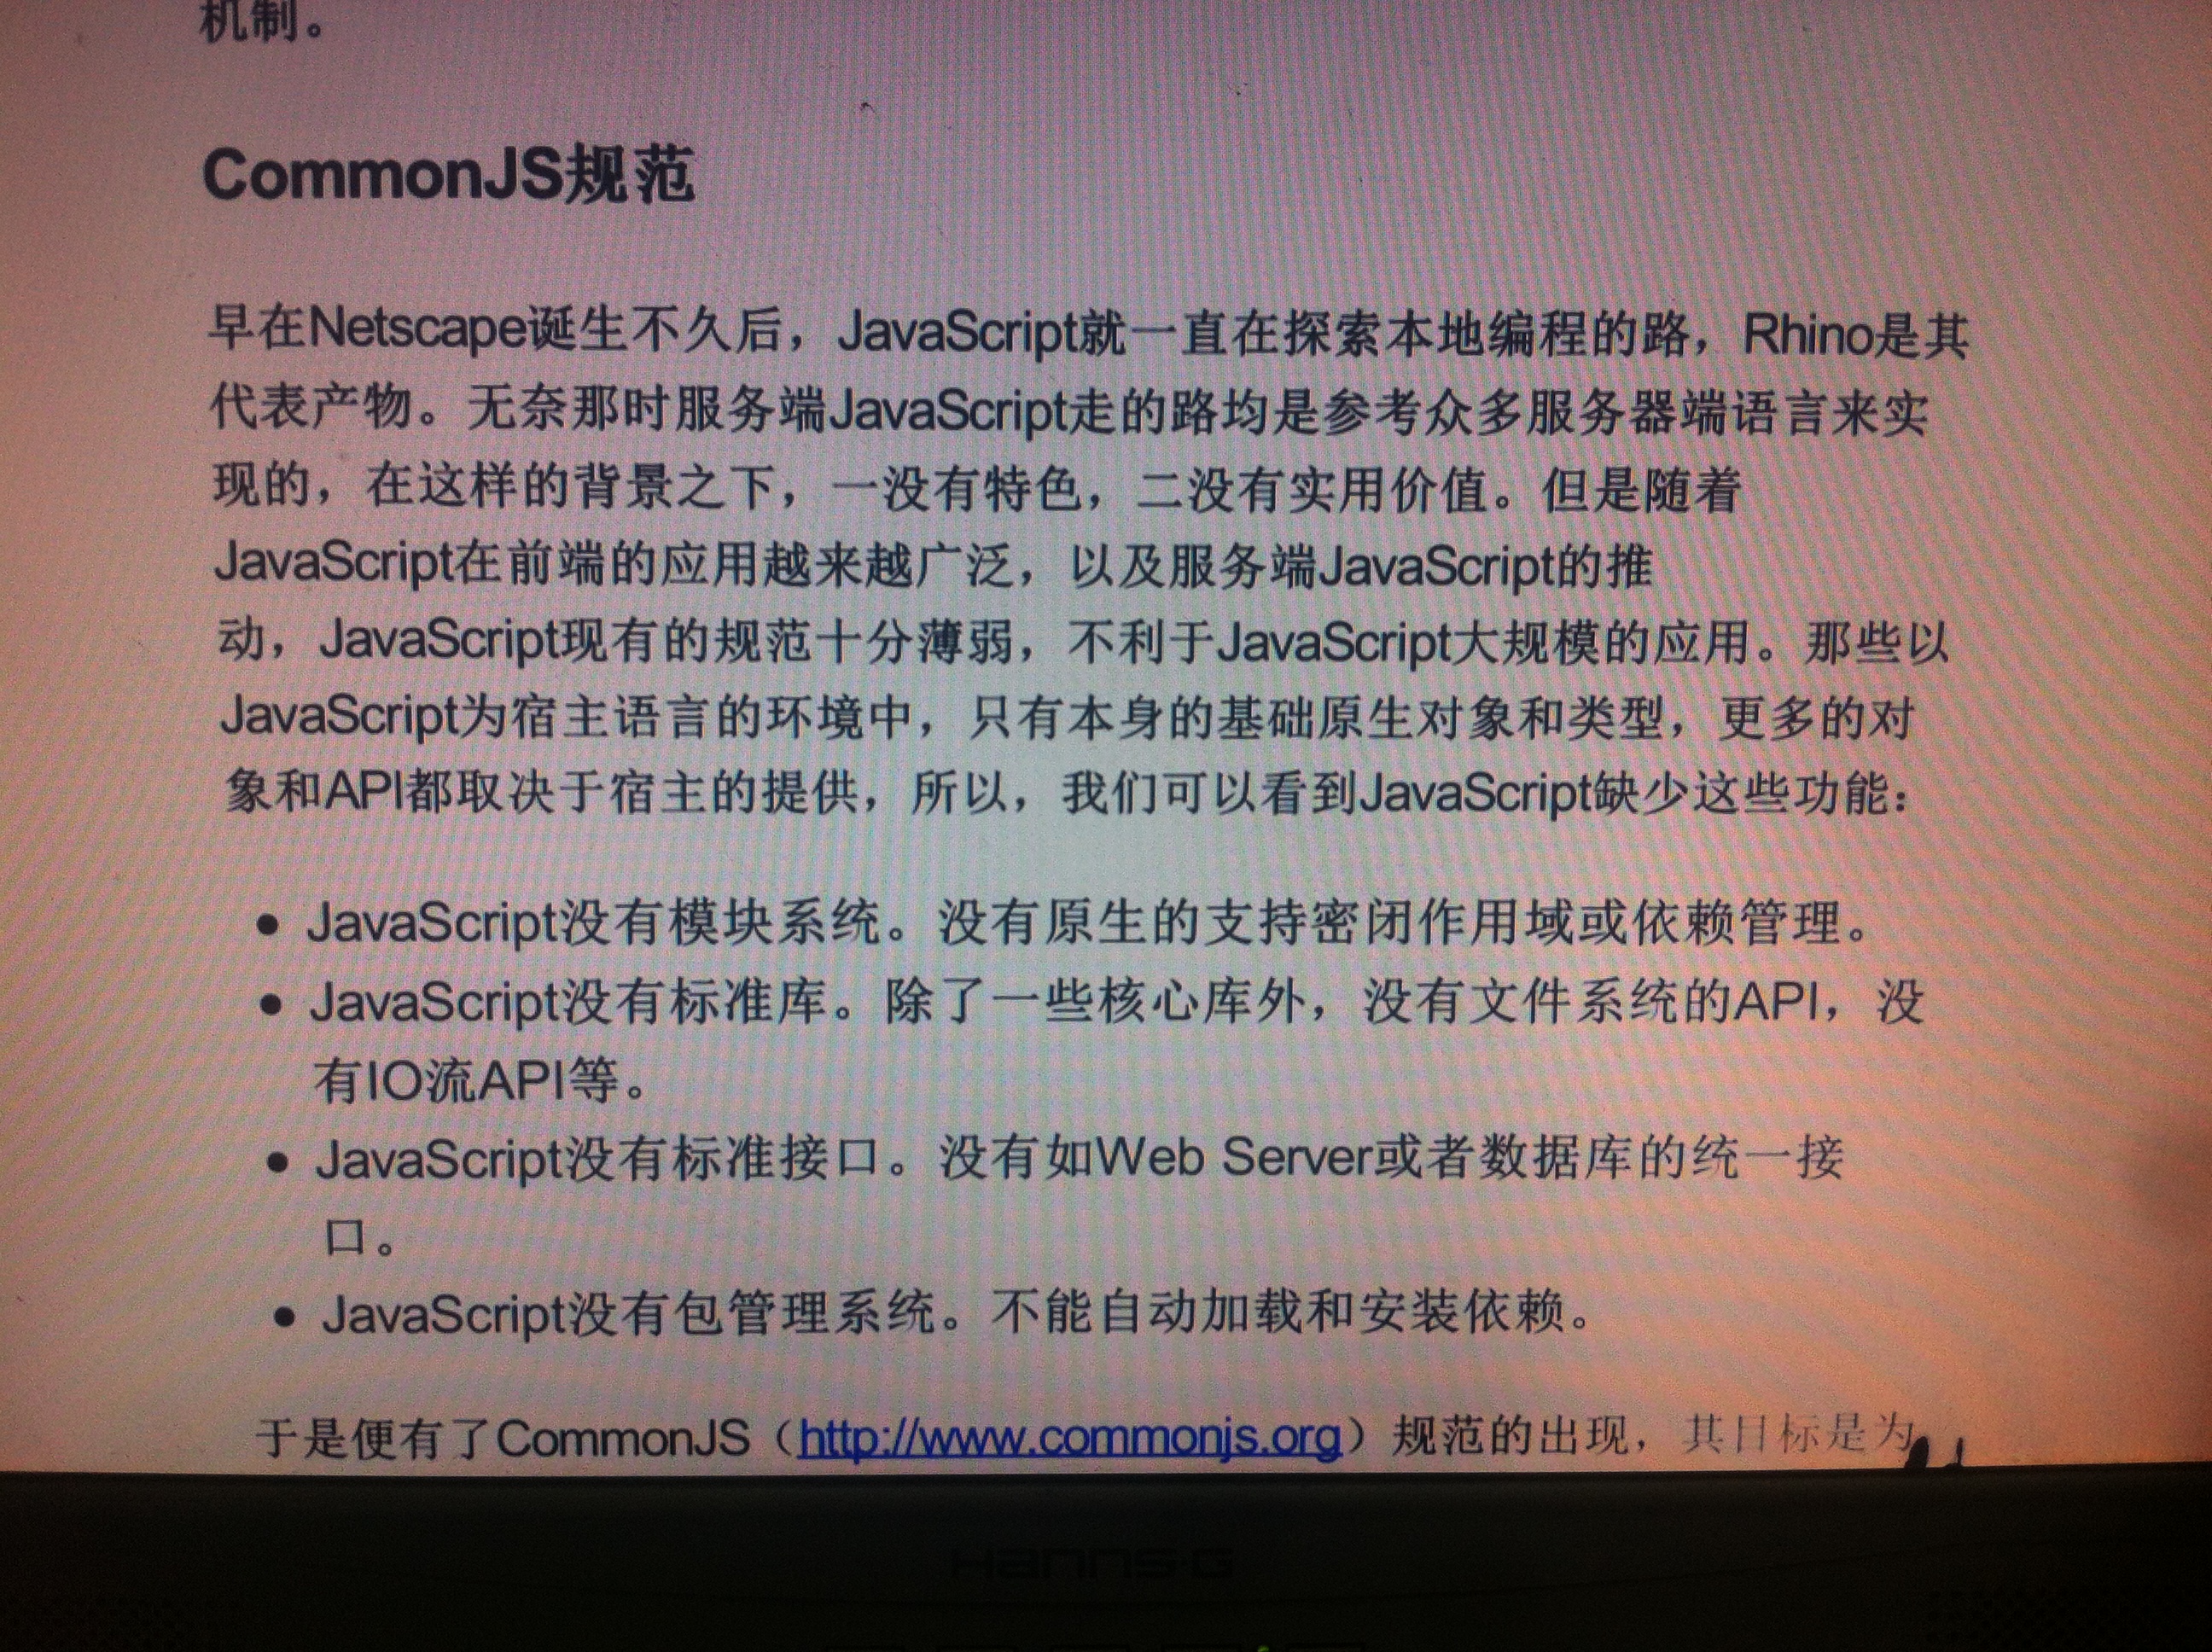 机制。
CommonJS规范
早在Netscape诞生不久后，JavaScript就一直在探索本地编程的路，Rhino是其
代表产物。无奈那时服务端JavaScript走的路均是参考众多服务器端语言来实
现的，在这样的背景之下，一没有特色，二没有实用价值。但是随着
JavaScript在前端的应用越来越广泛，以及服务端JavaScript的推
动，JavaScript现有的规范十分薄弱，不利于JavaScript大规模的应用。那些以
JavaScript为宿主语言的环境中，只有本身的基础原生对象和类型，更多的对
象和API都取决于宿主的提供，所以，我们可以看到JavaScript缺少这些功能：
● JavaScript没有模块系统。没有原生的支持密闭作用域或依赖管理。
● JavaScript没有标准库。除了一些核心库外，没有文件系统的API，没
有IO流API等。
● JavaScript没有标准接口。没有如Web Server或者数据库的统一接
口。
● JavaScript没有包管理系统。不能自动加载和安装依赖。
于是便有了CommonJS（http://www.commonjs.org）规范的出现，其目标是为
Hanns·G